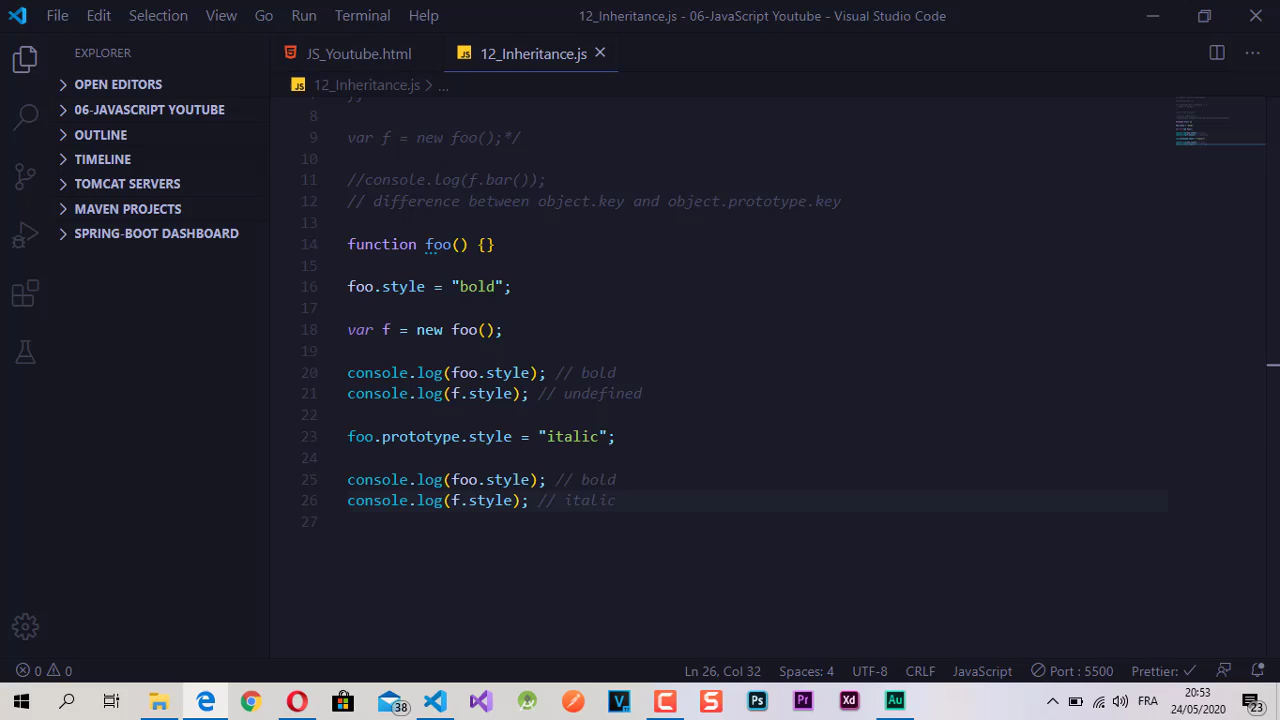 File Edit Selection View Go Run Terminal Help 12_Inheritance.js - 06-JavaScript Youtube - Visual Studio Code
EXPLORER JS_Youtube.html 12_Inheritance.js
12_Inheritance.js > ...
OPEN EDITORS
06-JAVASCRIPT YOUTUBE
OUTLINE
TIMELINE
TOMCAT SERVERS
MAVEN PROJECTS
SPRING-BOOT DASHBOARD
8
9 var f = new foo();*/
10
11 //console.log(f.bar());
12 // difference between object.key and object.prototype.key
13
14 function foo() {}
15
16 foo.style = "bold";
17
18 var f = new foo();
19
20 console.log(foo.style); // bold
21 console.log(f.style); // undefined
22
23 foo.prototype.style = "italic";
24
25 console.log(foo.style); // bold
26 console.log(f.style); // italic
27
0 0 Ln 26, Col 32 Spaces: 4 UTF-8 CRLF JavaScript Port : 5500 Prettier:
38 Ps Pr Xd Au FRA 20:53
24/05/2020 23